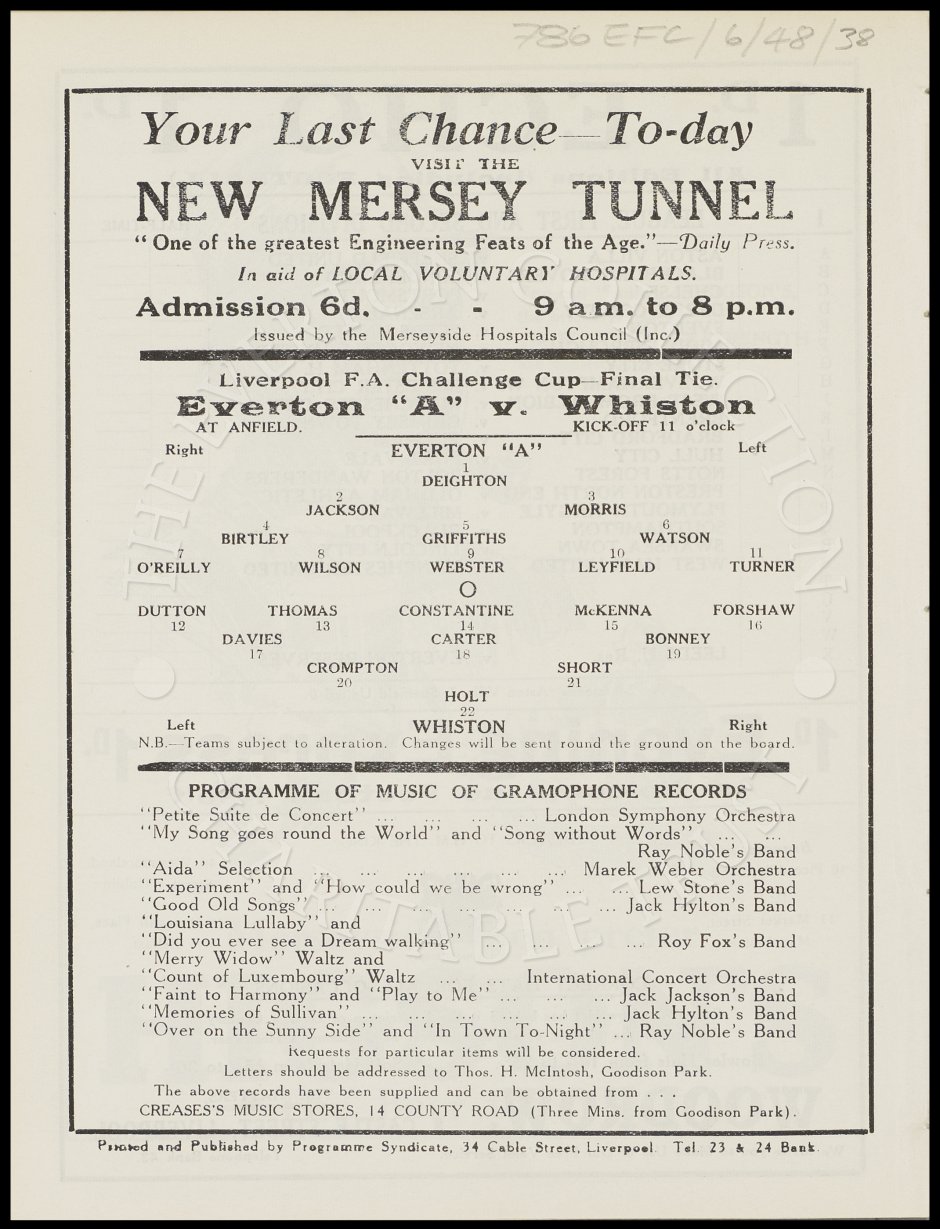 786 EFC/6/48/38
Your Last Chance—To-day
VISIT THE
NEW MERSEY TUNNEL
"One of the greatest Engineering Feats of the Age."—Daily Press.
In aid of LOCAL VOLUNTARY HOSPITALS.
Admission 6d. - - 9 a.m. to 8 p.m.
Issued by the Merseyside Hospitals Council (Inc.)
Liverpool F.A. Challenge Cup—Final Tie.
Everton "A" v. Whiston
AT ANFIELD. KICK-OFF 11 o'clock
Right EVERTON "A" Left
1
DEIGHTON
2 3
JACKSON MORRIS
4 5 6
BIRTLEY GRIFFITHS WATSON
7 8 9 10 11
O'REILLY WILSON WEBSTER LEYFIELD TURNER
O
DUTTON THOMAS CONSTANTINE McKENNA FORSHAW
12 13 14 15 16
DAVIES CARTER BONNEY
17 18 19
CROMPTON SHORT
20 21
HOLT
22
Left WHISTON Right
N.B.—Teams subject to alteration. Changes will be sent round the ground on the board.
PROGRAMME OF MUSIC OF GRAMOPHONE RECORDS
"Petite Suite de Concert" ... ... ... ... London Symphony Orchestra
"My Song goes round the World" and "Song without Words" ... ...
Ray Noble's Band
"Aida" Selection ... ... ... ... ... ... Marek Weber Orchestra
"Experiment" and "How could we be wrong" ... ... Lew Stone's Band
"Good Old Songs" ... ... ... ... ... ... ... Jack Hylton's Band
"Louisiana Lullaby" and
"Did you ever see a Dream walking" ... ... ... ... Roy Fox's Band
"Merry Widow" Waltz and
"Count of Luxembourg" Waltz ... ... International Concert Orchestra
"Faint to Harmony" and "Play to Me" ... ... ... Jack Jackson's Band
"Memories of Sullivan" ... ... ... ... ... ... Jack Hylton's Band
"Over on the Sunny Side" and "In Town To-Night" ... Ray Noble's Band
Requests for particular items will be considered.
Letters should be addressed to Thos. H. McIntosh, Goodison Park.
The above records have been supplied and can be obtained from . . .
CREASES'S MUSIC STORES, 14 COUNTY ROAD (Three Mins. from Goodison Park).
Printed and Published by Programme Syndicate, 34 Cable Street, Liverpool. Tel. 23 & 24 Bank.
THE EVERTON COLLECTION
CHARITABLE TRUST